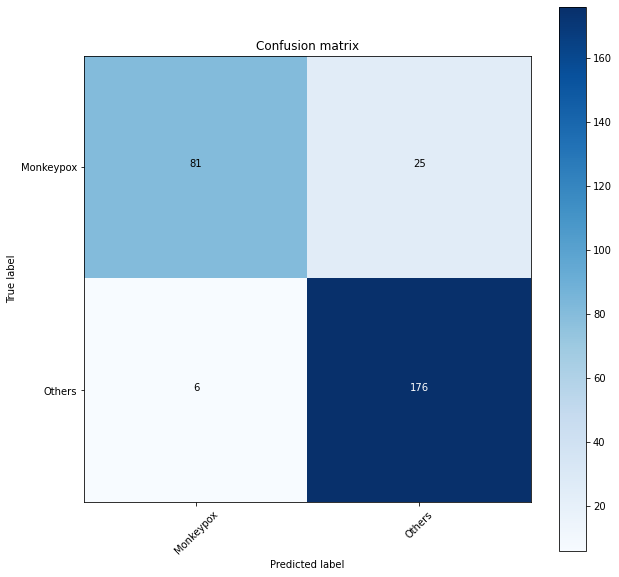 Confusion matrix
True label
Monkeypox
81
25
Others
6
176
Monkeypox
Others
Predicted label
160
140
120
100
80
60
40
20